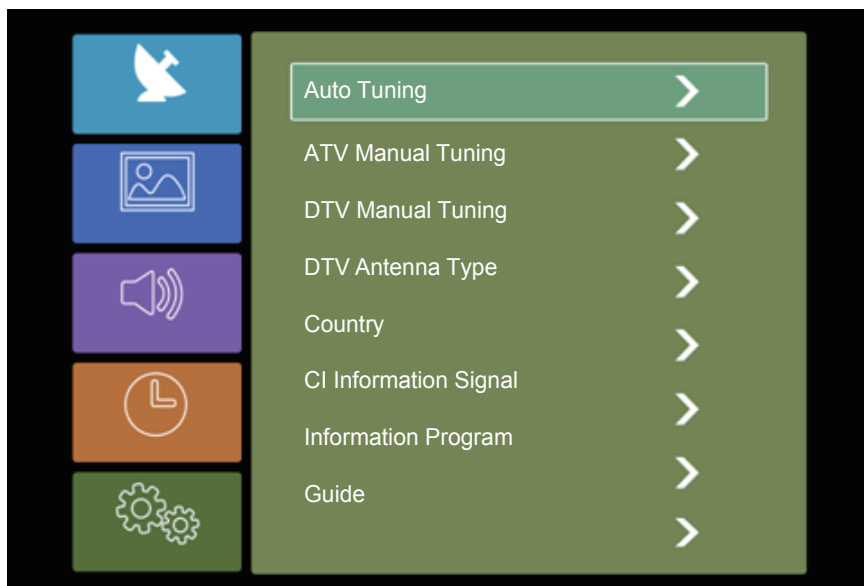 Auto Tuning
ATV Manual Tuning
DTV Manual Tuning
DTV Antenna Type
Country
CI Information Signal
Information Program
Guide